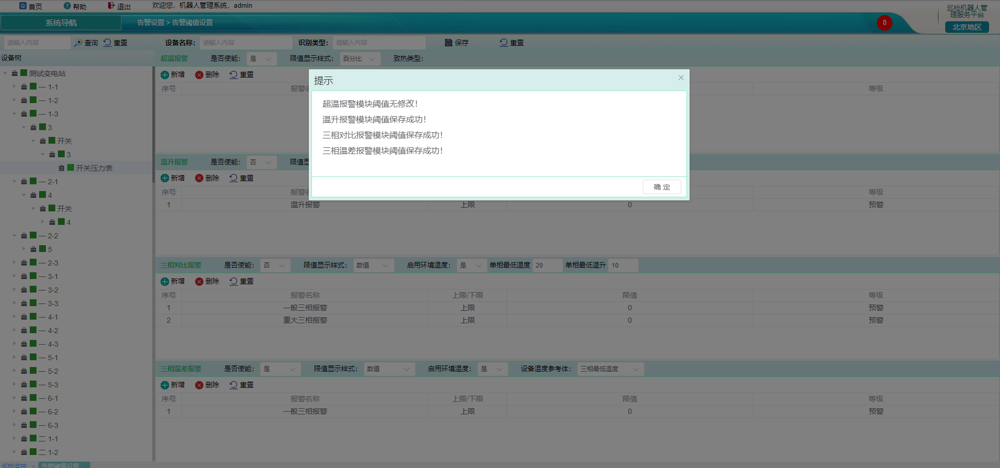 首页 帮助 退出 欢迎您，机器人管理系统，admin
巡检机器人管
理服务平台
北京地区
系统导航 告警设置 > 告警阈值设置 0
请输入内容 查询 重置 设备名称： 请输入内容 识别类型： 请输入内容 保存 重置
设备树
超温报警 是否使能： 是 限值显示样式： 百分比 致热类型：
新增 删除 重置
序号 报警名 等级
提示
超温报警模块阈值无修改！
温升报警模块阈值保存成功！
三相对比报警模块阈值保存成功！
三相温差报警模块阈值保存成功！
确 定
测试变电站
一 1-1
一 1-2
一 1-3
3
开关
3
开关压力表
一 2-1
4
开关
4
一 2-2
5
一 2-3
一 3-1
一 3-2
一 3-3
一 4-1
一 4-2
一 4-3
一 5-1
一 5-2
一 5-3
一 6-1
一 6-2
一 6-3
二 1-1
二 1-2
温升报警 是否使能： 否 限值显
新增 删除 重置
序号 报警名 等级
1 温升报警 上限 0 预警
三相对比报警 是否使能： 否 限值显示样式： 数值 启用环境温度： 是 单相最低温度 20 单相最低温升 10
新增 删除 重置
序号 报警名称 上限/下限 限值 等级
1 一般三相报警 上限 0 预警
2 重大三相报警 上限 0 预警
三相温差报警 是否使能： 是 限值显示样式： 数值 启用环境温度： 是 设备温度参考体： 三相最低温度
新增 删除 重置
序号 报警名称 上限/下限 限值 等级
1 一般三相报警 上限 0 预警
巡检监控 告警阈值设置